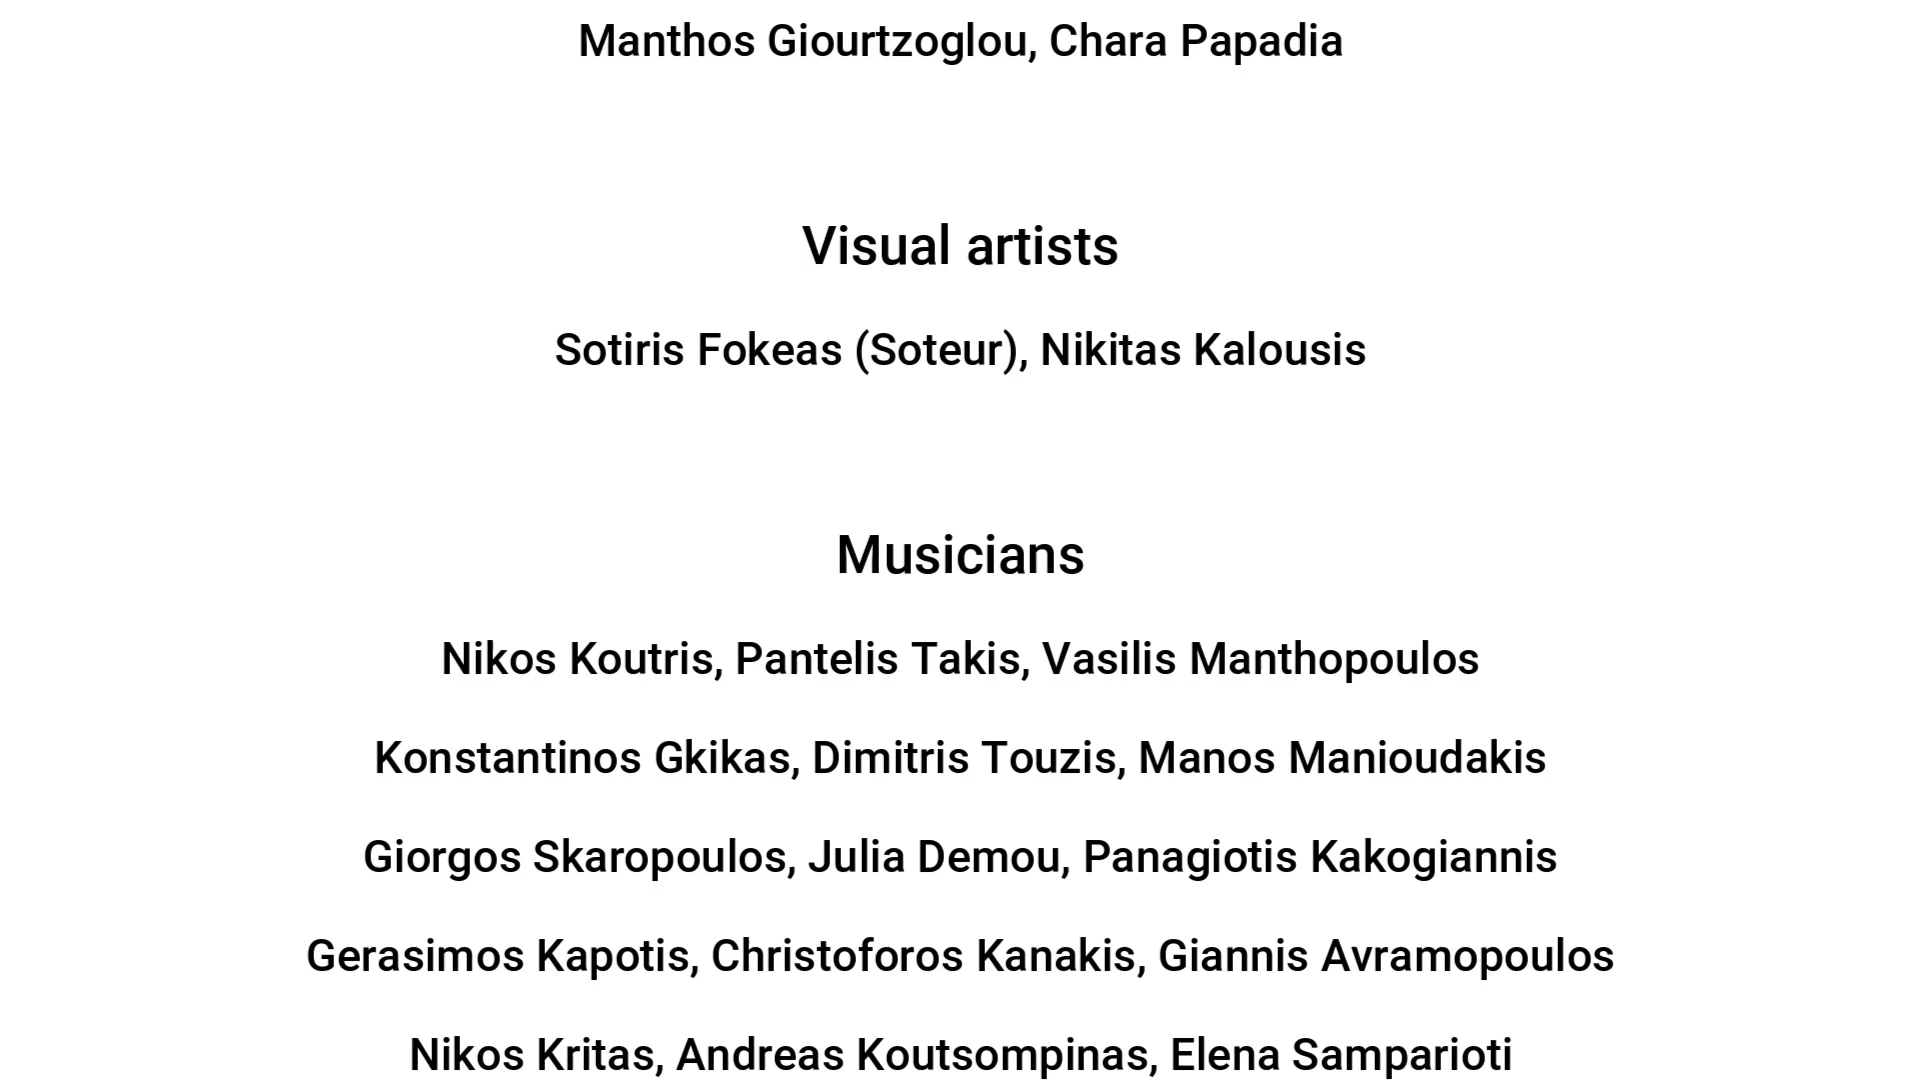 Manthos Giourtzoglou, Chara Papadia
Visual artists
Sotiris Fokeas (Soteur), Nikitas Kalousis
Musicians
Nikos Koutris, Pantelis Takis, Vasilis Manthopoulos
Konstantinos Gkikas, Dimitris Touzis, Manos Manioudakis
Giorgos Skaropoulos, Julia Demou, Panagiotis Kakogiannis
Gerasimos Kapotis, Christoforos Kanakis, Giannis Avramopoulos
Nikos Kritas, Andreas Koutsompinas, Elena Samparioti